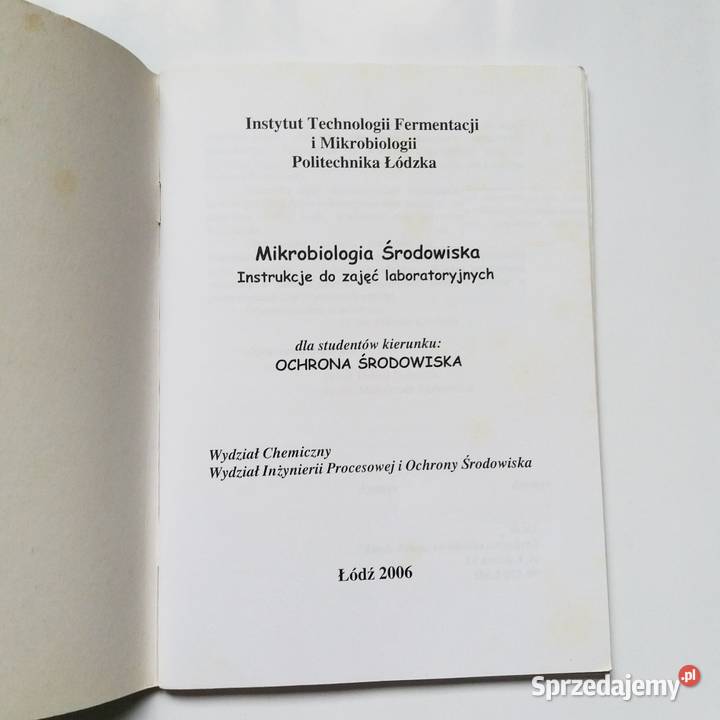 Instytut Technologii Fermentacji
i Mikrobiologii
Politechnika Łódzka
Mikrobiologia Środowiska
Instrukcje do zajęć laboratoryjnych
dla studentów kierunku:
OCHRONA ŚRODOWISKA
Wydział Chemiczny
Wydział Inżynierii Procesowej i Ochrony Środowiska
Łódź 2006
Sprzedajemy.pl